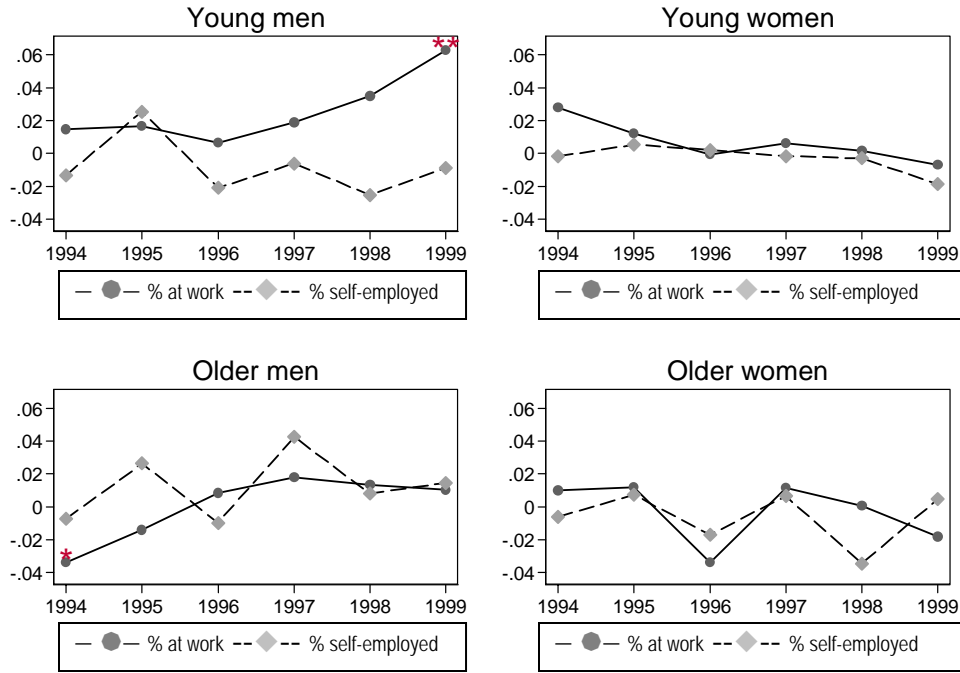 Young men
.06
.04
.02
0
-.02
-.04
**
1994 1995 1996 1997 1998 1999
% at work % self-employed
Young women
.06
.04
.02
0
-.02
-.04
1994 1995 1996 1997 1998 1999
% at work % self-employed
Older men
.06
.04
.02
0
-.02
-.04
*
1994 1995 1996 1997 1998 1999
% at work % self-employed
Older women
.06
.04
.02
0
-.02
-.04
1994 1995 1996 1997 1998 1999
% at work % self-employed